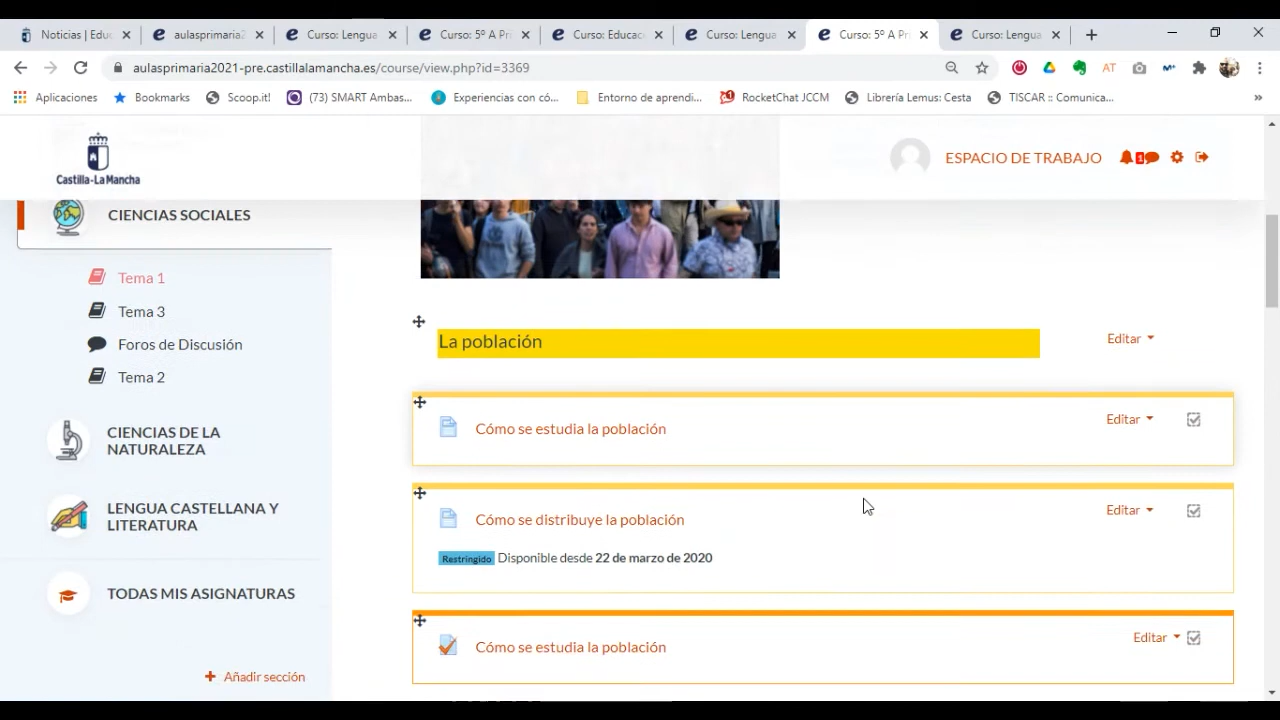 Noticias | Edu
aulasprimaria2
Curso: Lengua
Curso: 5º A Pri
Curso: Educac
Curso: Lengua
Curso: 5º A Pri
Curso: Lengua
aulasprimaria2021-pre.castillalamancha.es/course/view.php?id=3369
AT
Aplicaciones
Bookmarks
Scoop.it!
(73) SMART Ambas...
Experiencias con có...
Entorno de aprendi...
RocketChat JCCM
Librería Lemus: Cesta
TISCAR :: Comunica...
»
Castilla-La Mancha
ESPACIO DE TRABAJO
CIENCIAS SOCIALES
Tema 1
Tema 3
Foros de Discusión
Tema 2
CIENCIAS DE LA
NATURALEZA
LENGUA CASTELLANA Y
LITERATURA
TODAS MIS ASIGNATURAS
+ Añadir sección
La población
Editar
Cómo se estudia la población
Editar
Cómo se distribuye la población
Editar
Restringido Disponible desde 22 de marzo de 2020
Cómo se estudia la población
Editar